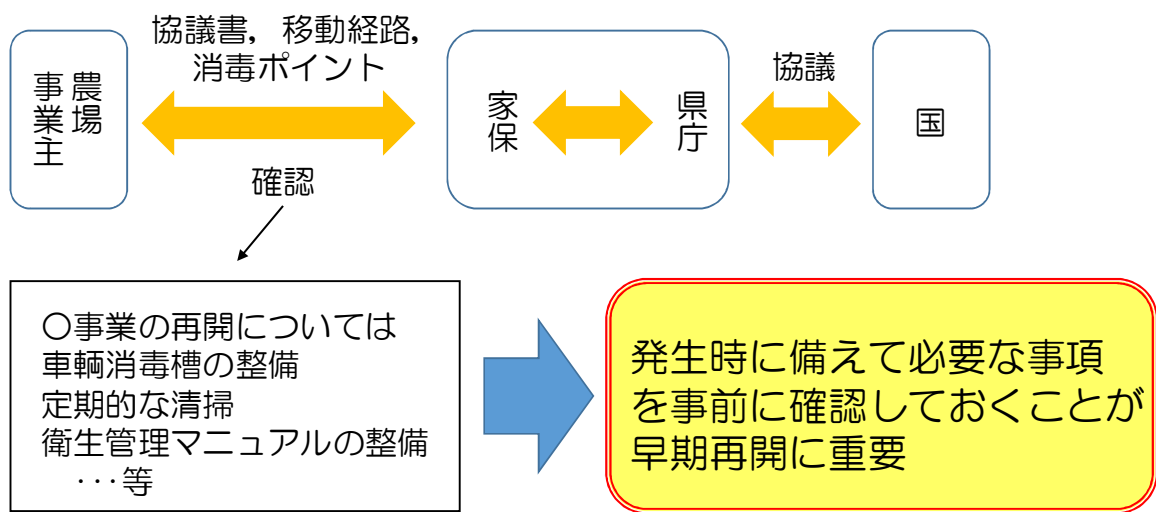 協議書，移動経路，
消毒ポイント
農場
事業主
確認
家保
県庁
協議
国
〇事業の再開については
車輌消毒槽の整備
定期的な清掃
衛生管理マニュアルの整備
･･･等
発生時に備えて必要な事項
を事前に確認しておくことが
早期再開に重要